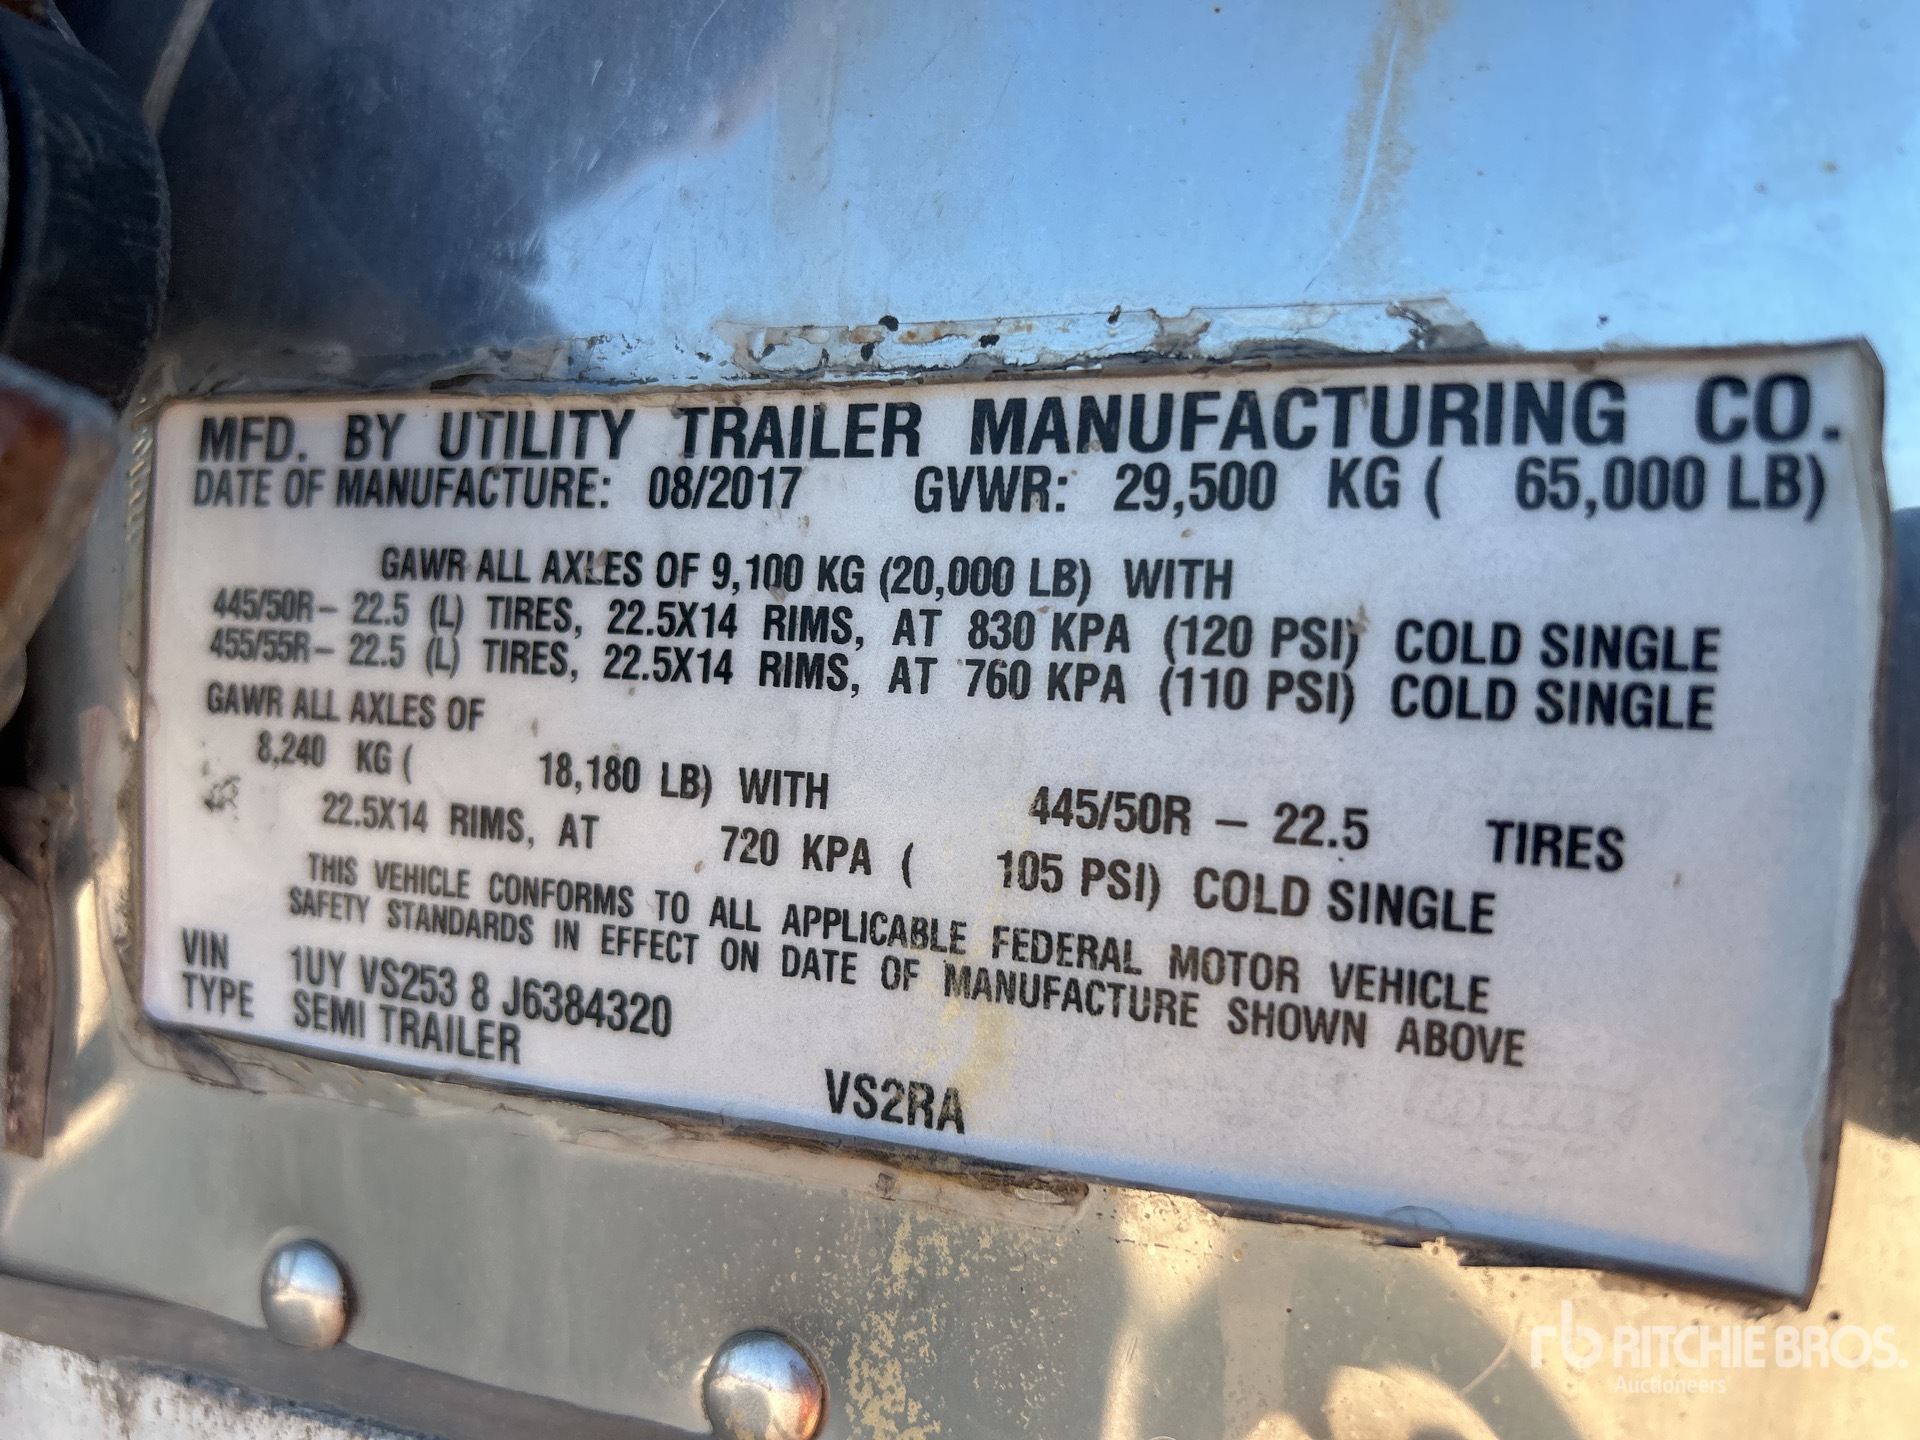 MFD. BY UTILITY TRAILER MANUFACTURING CO.
DATE OF MANUFACTURE: 08/2017 GVWR: 29,500 KG ( 65,000 LB)
GAWR ALL AXLES OF 9,100 KG (20,000 LB) WITH
445/50R- 22.5 (L) TIRES, 22.5X14 RIMS, AT 830 KPA (120 PSI) COLD SINGLE
455/55R- 22.5 (L) TIRES, 22.5X14 RIMS, AT 760 KPA (110 PSI) COLD SINGLE
GAWR ALL AXLES OF
8,240 KG ( 18,180 LB) WITH 445/50R - 22.5 TIRES
22.5X14 RIMS, AT 720 KPA ( 105 PSI) COLD SINGLE
THIS VEHICLE CONFORMS TO ALL APPLICABLE FEDERAL MOTOR VEHICLE
SAFETY STANDARDS IN EFFECT ON DATE OF MANUFACTURE SHOWN ABOVE
VIN 1UY VS253 8 J6384320
TYPE SEMI TRAILER
VS2RA
rb RITCHIE BROS.
Auctioneers